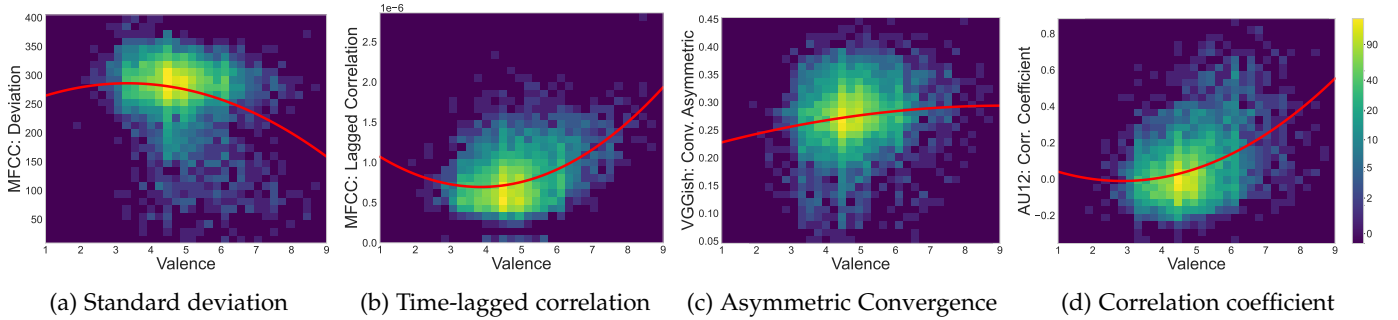 MFCC: Deviation
400
350
300
250
200
150
100
50
1 2 3 4 5 6 7 8 9
Valence
(a) Standard deviation
1e−6
MFCC: Lagged Correlation
2.5
2.0
1.5
1.0
0.5
0.0
1 2 3 4 5 6 7 8 9
Valence
(b) Time-lagged correlation
VGGish: Conv. Asymmetric
0.45
0.40
0.35
0.30
0.25
0.20
0.15
0.10
0.05
1 2 3 4 5 6 7 8 9
Valence
(c) Asymmetric Convergence
AU12: Corr. Coefficient
0.8
0.6
0.4
0.2
0.0
−0.2
1 2 3 4 5 6 7 8 9
Valence
(d) Correlation coefficient
90
40
20
10
5
2
0